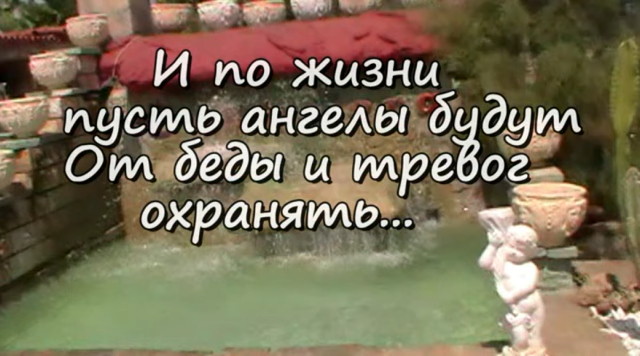 И по жизни
пусть ангелы будут
От беды и тревог
охранять...